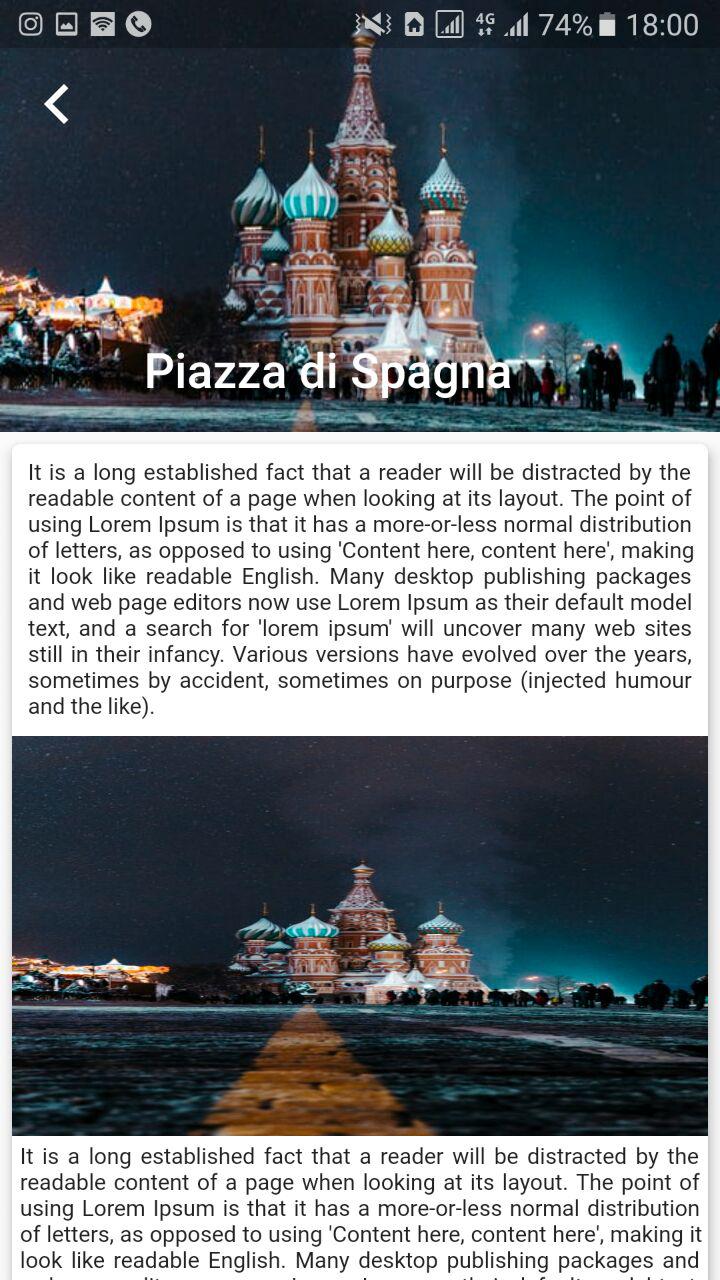 4G 74% 18:00
Piazza di Spagna
It is a long established fact that a reader will be distracted by the
readable content of a page when looking at its layout. The point of
using Lorem Ipsum is that it has a more-or-less normal distribution
of letters, as opposed to using 'Content here, content here', making
it look like readable English. Many desktop publishing packages
and web page editors now use Lorem Ipsum as their default model
text, and a search for 'lorem ipsum' will uncover many web sites
still in their infancy. Various versions have evolved over the years,
sometimes by accident, sometimes on purpose (injected humour
and the like).
It is a long established fact that a reader will be distracted by the
readable content of a page when looking at its layout. The point of
using Lorem Ipsum is that it has a more-or-less normal distribution
of letters, as opposed to using 'Content here, content here', making it
look like readable English. Many desktop publishing packages and